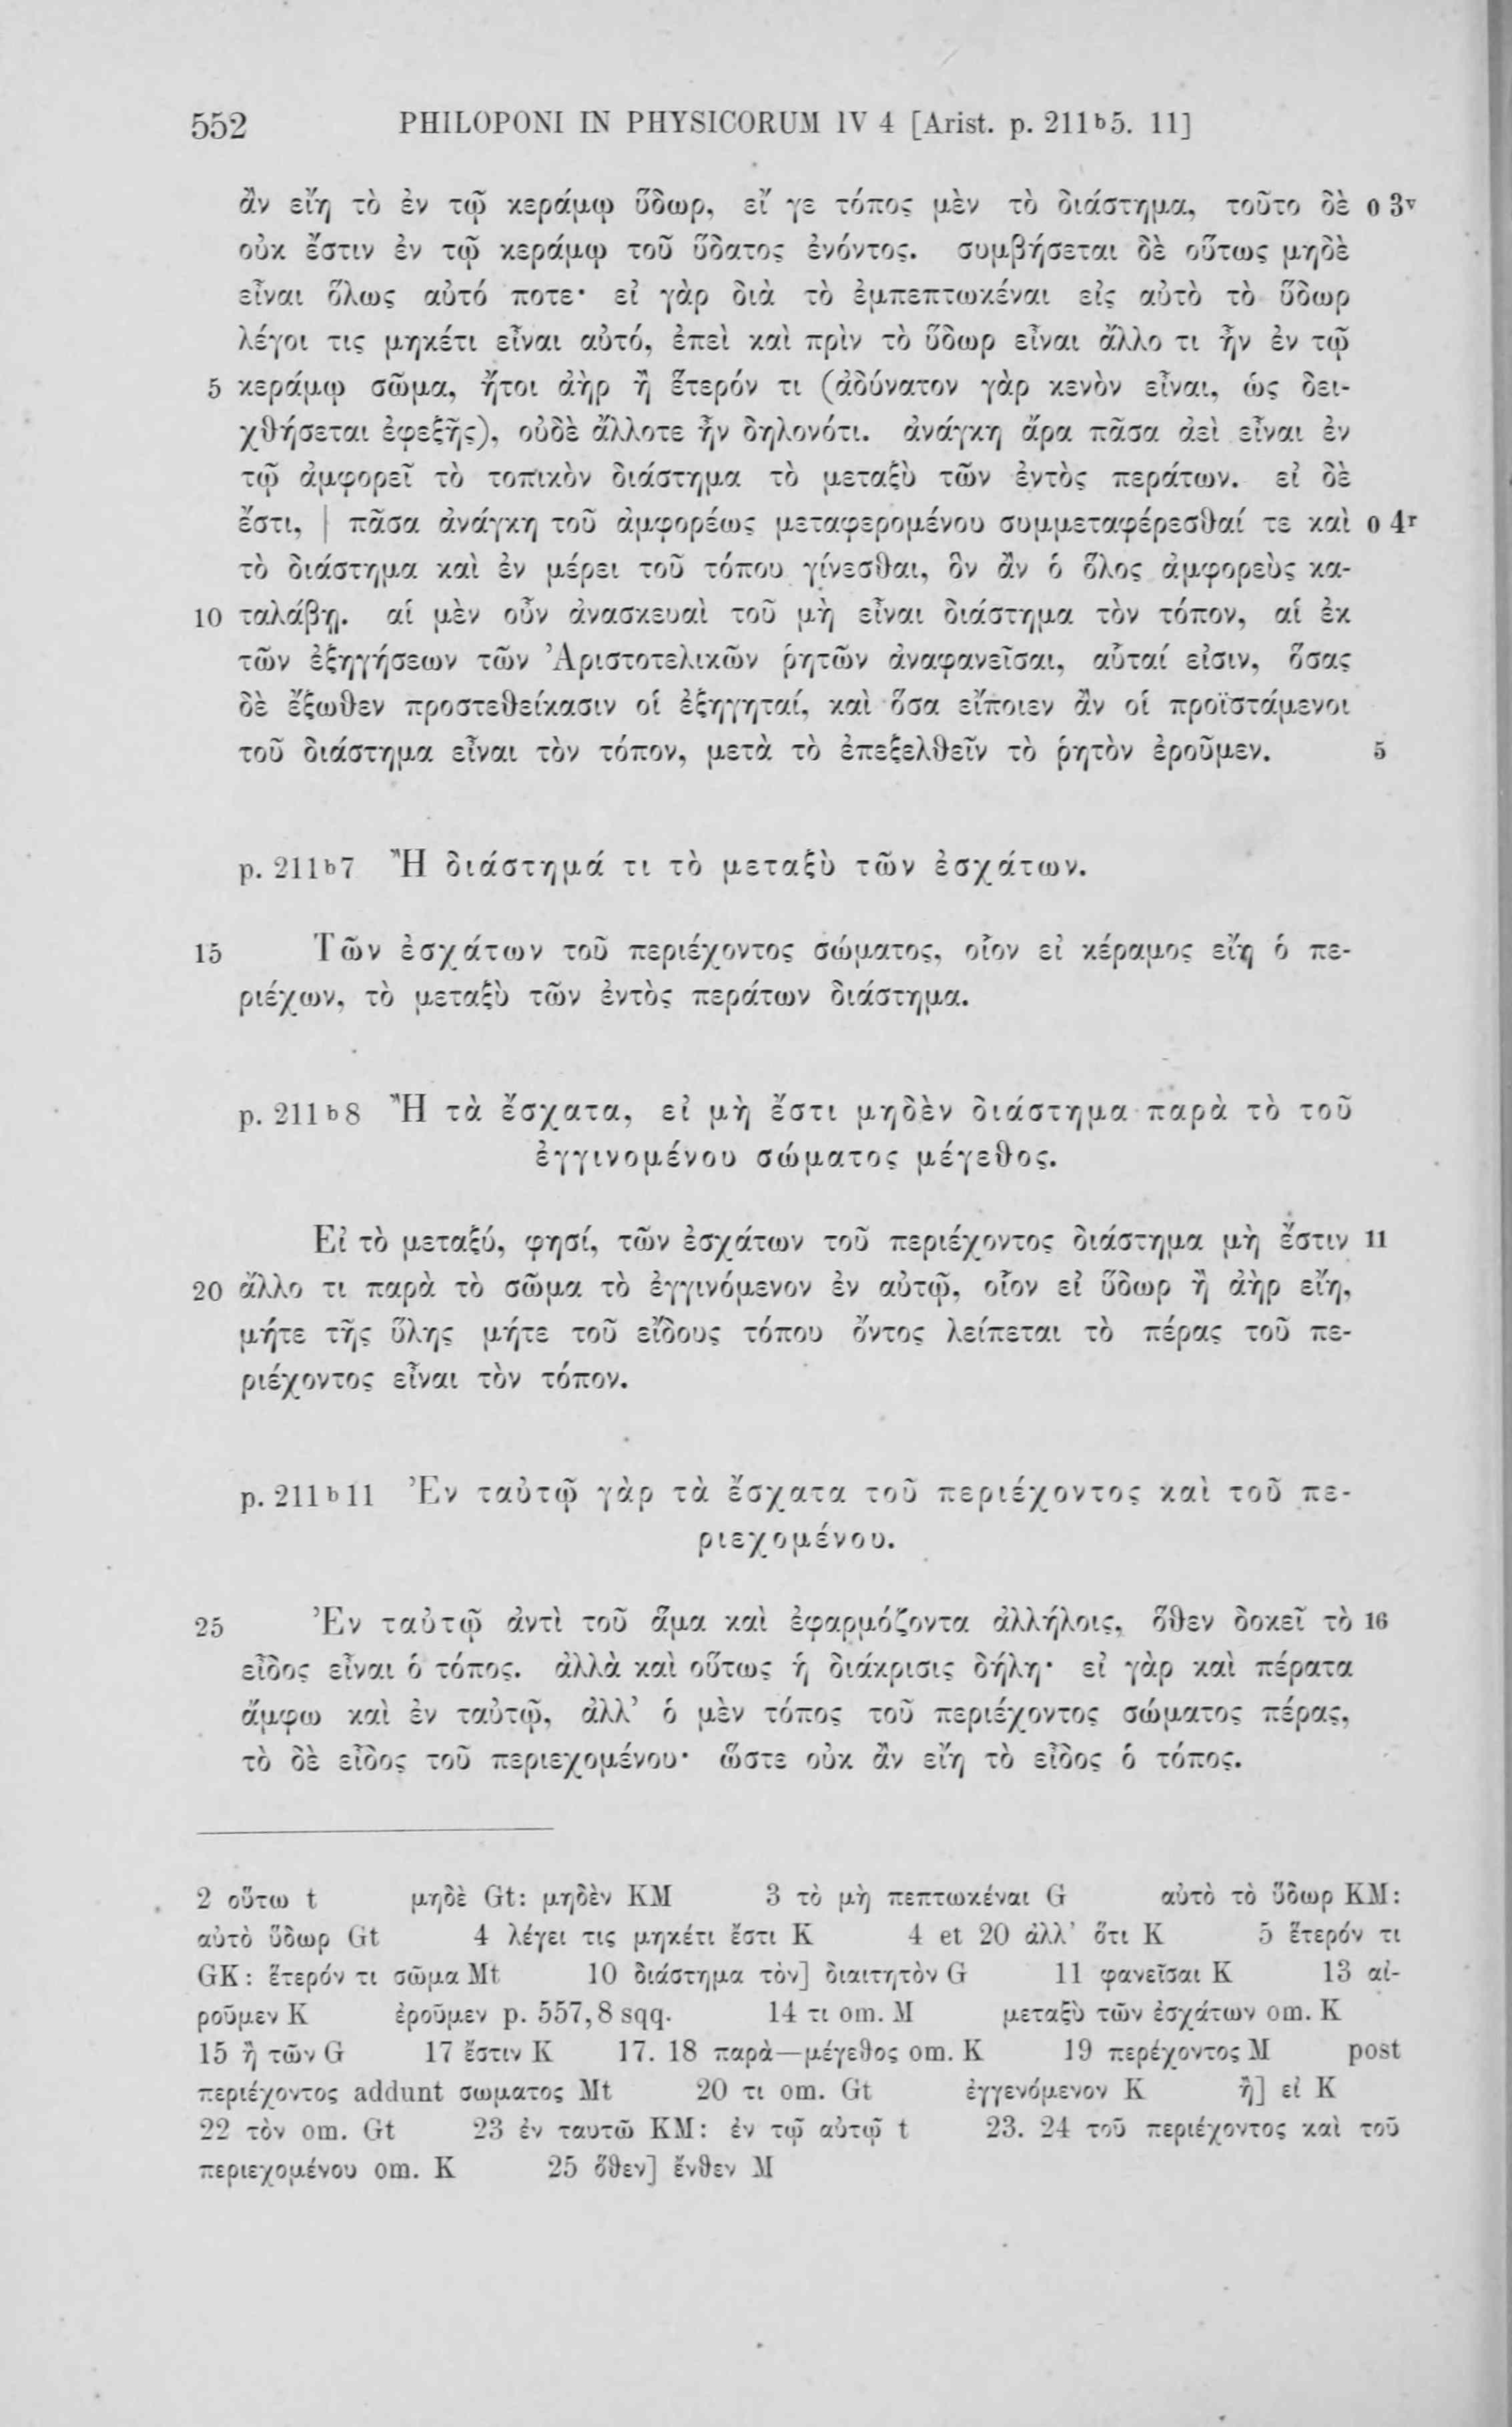 552 PHILOPONI IN PHYSICORUM IV 4 [Arist. p. 211b5. 11]
ἂν εἴη τὸ ἐν τῷ κεράμῳ ὕδωρ, εἴ γε τόπος μὲν τὸ διάστημα, τοῦτο δὲ o 3v
οὐκ ἔστιν ἐν τῷ κεράμῳ τοῦ ὕδατος ἐνόντος. συμβήσεται δὲ οὕτως μηδὲ
εἶναι ὅλως αὐτό ποτε· εἰ γὰρ διὰ τὸ ἐμπεπτωκέναι εἰς αὐτὸ τὸ ὕδωρ
λέγοι τις μηκέτι εἶναι αὐτό, ἐπεὶ καὶ πρὶν τὸ ὕδωρ εἶναι ἄλλο τι ἦν ἐν τῷ
5 κεράμῳ σῶμα, ἤτοι ἀὴρ ἢ ἕτερόν τι (ἀδύνατον γὰρ κενὸν εἶναι, ὡς δει-
χθήσεται ἐφεξῆς), οὐδὲ ἄλλοτε ἦν δηλονότι. ἀνάγκη ἄρα πᾶσα ἀεὶ εἶναι ἐν
τῷ ἀμφορεῖ τὸ τοπικὸν διάστημα τὸ μεταξὺ τῶν ἐντὸς περάτων. εἰ δὲ
ἔστι, | πᾶσα ἀνάγκη τοῦ ἀμφορέως μεταφερομένου συμμεταφέρεσθαί τε καὶ o 4r
τὸ διάστημα καὶ ἐν μέρει τοῦ τόπου γίνεσθαι, ὃν ἂν ὁ ὅλος ἀμφορεὺς κα-
10 ταλάβῃ. αἱ μὲν οὖν ἀνασκευαὶ τοῦ μὴ εἶναι διάστημα τὸν τόπον, αἱ ἐκ
τῶν ἐξηγήσεων τῶν Ἀριστοτελικῶν ῥητῶν ἀναφανεῖσαι, αὗταί εἰσιν, ὅσας
δὲ ἔξωθεν προστεθείκασιν οἱ ἐξηγηταί, καὶ ὅσα εἴποιεν ἂν οἱ προϊστάμενοι
τοῦ διάστημα εἶναι τὸν τόπον, μετὰ τὸ ἐπεξελθεῖν τὸ ῥητὸν ἐροῦμεν. 5
p. 211b7 Ἢ διάστημά τι τὸ μεταξὺ τῶν ἐσχάτων.
15 Τῶν ἐσχάτων τοῦ περιέχοντος σώματος, οἷον εἰ κέραμος εἴη ὁ πε-
ριέχων, τὸ μεταξὺ τῶν ἐντὸς περάτων διάστημα.
p. 211b8 Ἢ τὰ ἔσχατα, εἰ μὴ ἔστι μηδὲν διάστημα παρὰ τὸ τοῦ
ἐγγινομένου σώματος μέγεθος.
Εἰ τὸ μεταξύ, φησί, τῶν ἐσχάτων τοῦ περιέχοντος διάστημα μὴ ἔστιν 11
20 ἄλλο τι παρὰ τὸ σῶμα τὸ ἐγγινόμενον ἐν αὐτῷ, οἷον εἰ ὕδωρ ἢ ἀὴρ εἴη,
μήτε τῆς ὕλης μήτε τοῦ εἴδους τόπου ὄντος λείπεται τὸ πέρας τοῦ πε-
ριέχοντος εἶναι τὸν τόπον.
p. 211b11 Ἐν ταὐτῷ γὰρ τὰ ἔσχατα τοῦ περιέχοντος καὶ τοῦ πε-
ριεχομένου.
25 Ἐν ταὐτῷ ἀντὶ τοῦ ἅμα καὶ ἐφαρμόζοντα ἀλλήλοις, ὅθεν δοκεῖ τὸ 16
εἶδος εἶναι ὁ τόπος. ἀλλὰ καὶ οὕτως ἡ διάκρισις δήλη· εἰ γὰρ καὶ πέρατα
ἄμφω καὶ ἐν ταὐτῷ, ἀλλ’ ὁ μὲν τόπος τοῦ περιέχοντος σώματος πέρας,
τὸ δὲ εἶδος τοῦ περιεχομένου· ὥστε οὐκ ἂν εἴη τὸ εἶδος ὁ τόπος.
2 οὕτω t μηδὲ Gt: μηδὲν KM 3 τὸ μὴ πεπτωκέναι G αὐτὸ τὸ ὕδωρ KM:
αὐτὸ ὕδωρ Gt 4 λέγει τις μηκέτι ἔστι K 4 et 20 ἀλλ’ ὅτι K 5 ἕτερόν τι
GK: ἕτερόν τι σῶμα Mt 10 διάστημα τὸν] διαιτητὸν G 11 φανεῖσαι K 13 αἱ-
ροῦμεν K ἐροῦμεν p. 557,8 sqq. 14 τι om. M μεταξὺ τῶν ἐσχάτων om. K
15 ἢ τῶν G 17 ἔστιν K 17. 18 παρὰ—μέγεθος om. K 19 περέχοντος M post
περιέχοντος addunt σωματος Mt 20 τι om. Gt ἐγγενόμενον K ἢ] εἰ K
22 τὸν om. Gt 23 ἐν ταυτῶ KM: ἐν τῷ αὐτῷ t 23. 24 τοῦ περιέχοντος καὶ τοῦ
περιεχομένου om. K 25 ὅθεν] ἔνθεν M